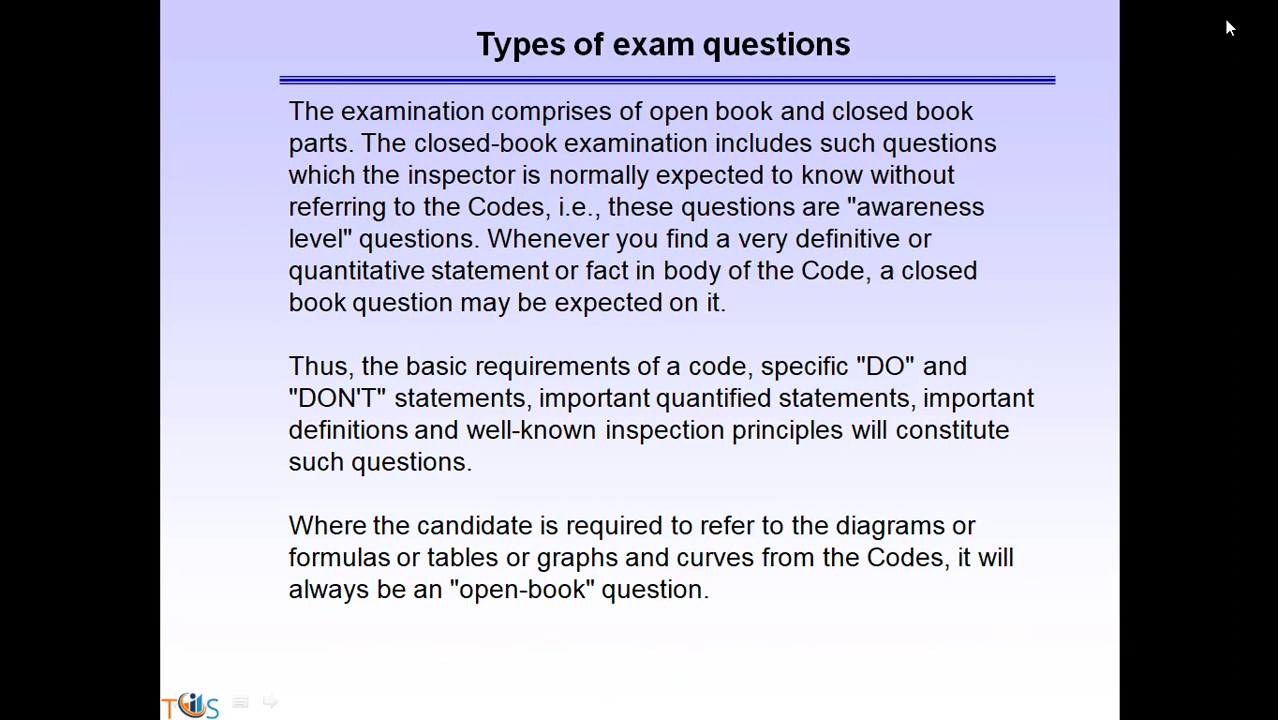 Types of exam questions
The examination comprises of open book and closed book
parts. The closed-book examination includes such questions
which the inspector is normally expected to know without
referring to the Codes, i.e., these questions are "awareness
level" questions. Whenever you find a very definitive or
quantitative statement or fact in body of the Code, a closed
book question may be expected on it.
Thus, the basic requirements of a code, specific "DO" and
"DON'T" statements, important quantified statements, important
definitions and well-known inspection principles will constitute
such questions.
Where the candidate is required to refer to the diagrams or
formulas or tables or graphs and curves from the Codes, it will
always be an "open-book" question.